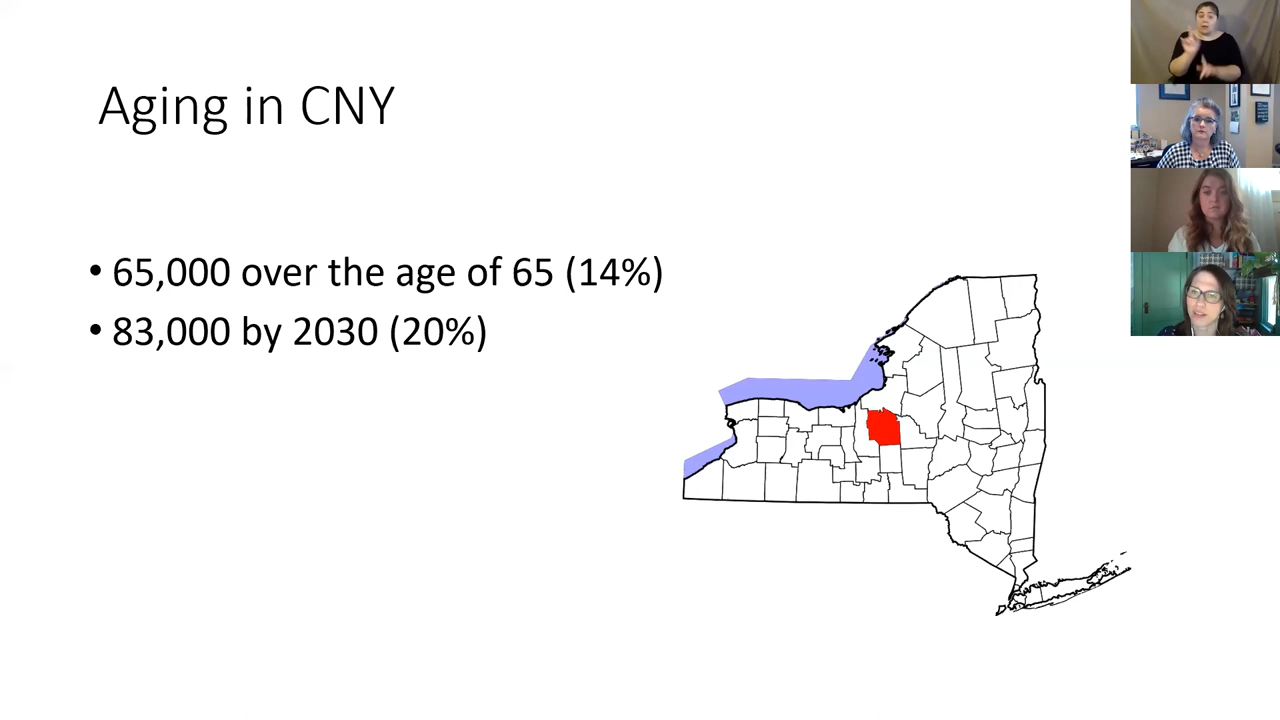 Aging in CNY
• 65,000 over the age of 65 (14%)
• 83,000 by 2030 (20%)